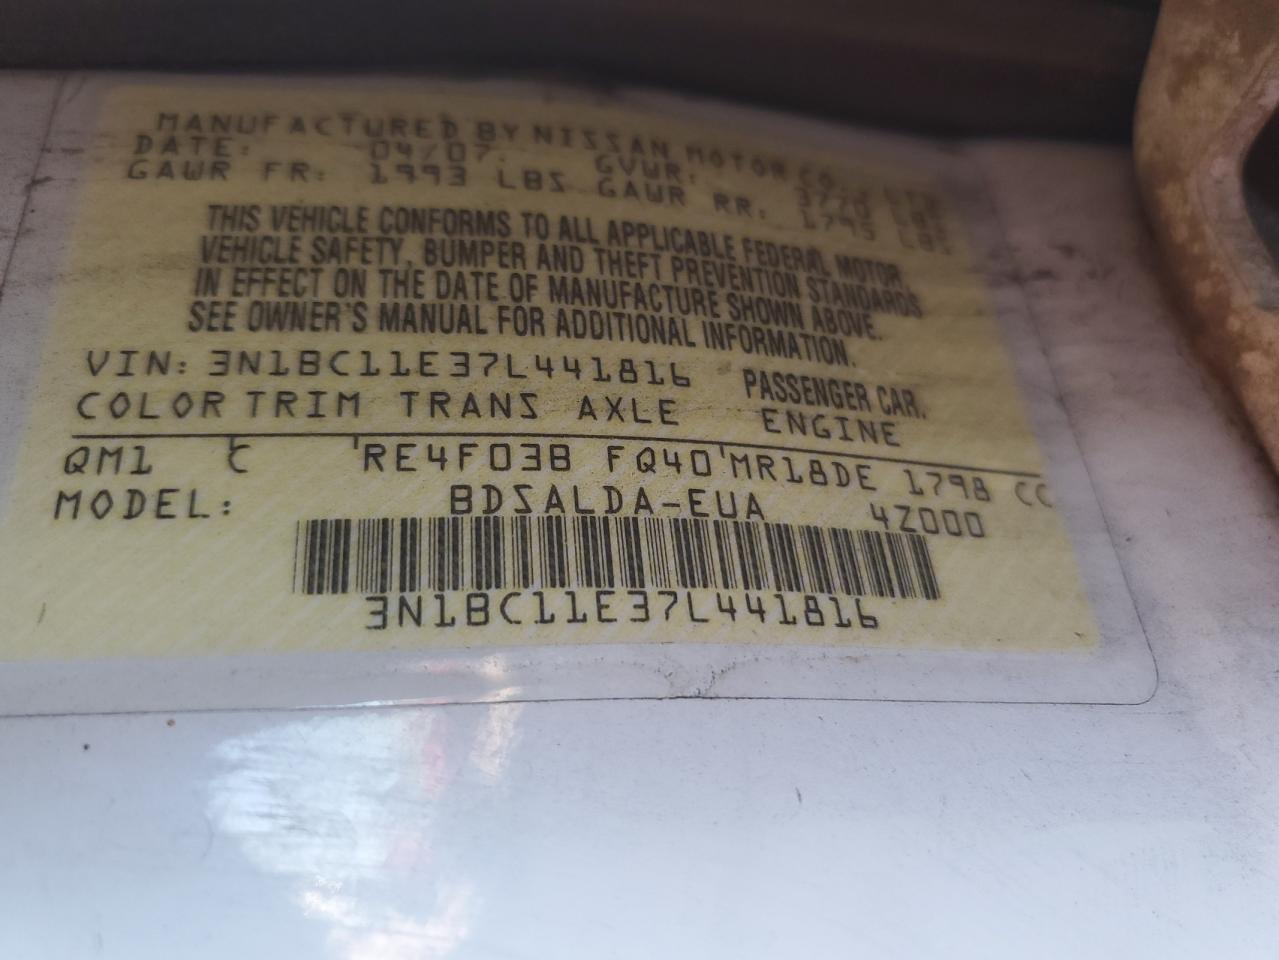 MANUFACTURED BY NISSAN MOTOR CO., LTD
DATE: 04/07 GVWR: 3770 LBS
GAWR FR: 1993 LBS GAWR RR: 1795 LBS
THIS VEHICLE CONFORMS TO ALL APPLICABLE FEDERAL MOTOR
VEHICLE SAFETY, BUMPER AND THEFT PREVENTION STANDARDS
IN EFFECT ON THE DATE OF MANUFACTURE SHOWN ABOVE.
SEE OWNER'S MANUAL FOR ADDITIONAL INFORMATION.
VIN: 3N1BC11E37L441816 PASSENGER CAR.
COLOR TRIM TRANS AXLE ENGINE
QM1 C 'RE4F03B FQ40'MR18DE 1798 CC
MODEL: BDSALDA-EUA 4Z000
3N1BC11E37L441816